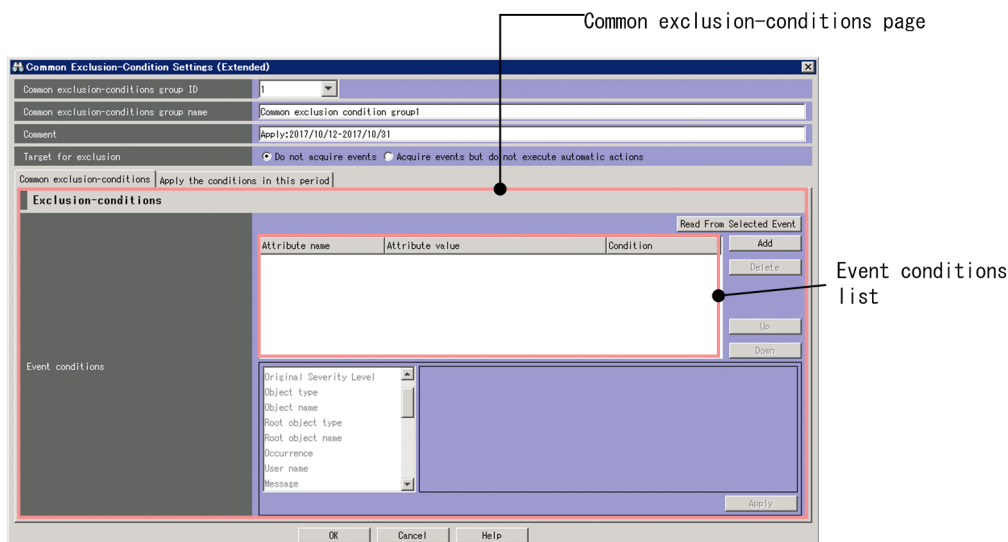 Common exclusion-conditions page
Common Exclusion-Condition Settings (Extended)
Common exclusion-conditions group ID
1
Common exclusion-conditions group name
Common exclusion condition group1
Comment
Apply:2017/10/12-2017/10/31
Target for exclusion
Do not acquire events
Acquire events but do not execute automatic actions
Common exclusion-conditions
Apply the conditions in this period
Exclusion-conditions
Read From Selected Event
Attribute name
Attribute value
Condition
Add
Delete
Event conditions
list
Up
Down
Event conditions
Original Severity Level
Object type
Object name
Root object type
Root object name
Occurrence
User name
Message
Apply
OK
Cancel
Help